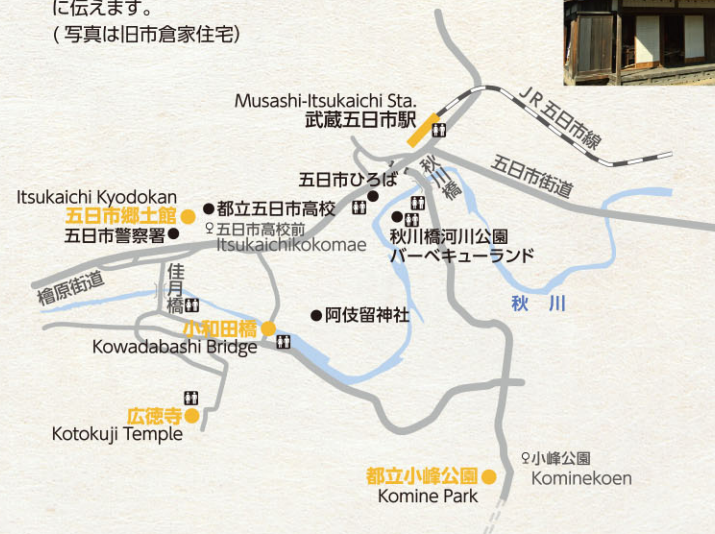 に伝えます。
(写真は旧市倉家住宅)
Musashi-Itsukaichi Sta.
武蔵五日市駅
JR五日市線
五日市ひろば
秋川橋
五日市街道
Itsukaichi Kyodokan
五日市郷土館
都立五日市高校
五日市高校前
Itsukaichikokomae
五日市警察署
秋川橋河川公園
バーベキューランド
檜原街道
佳月橋
秋 川
阿伎留神社
小和田橋
Kowadabashi Bridge
広徳寺
Kotokuji Temple
小峰公園
Kominekoen
都立小峰公園
Komine Park